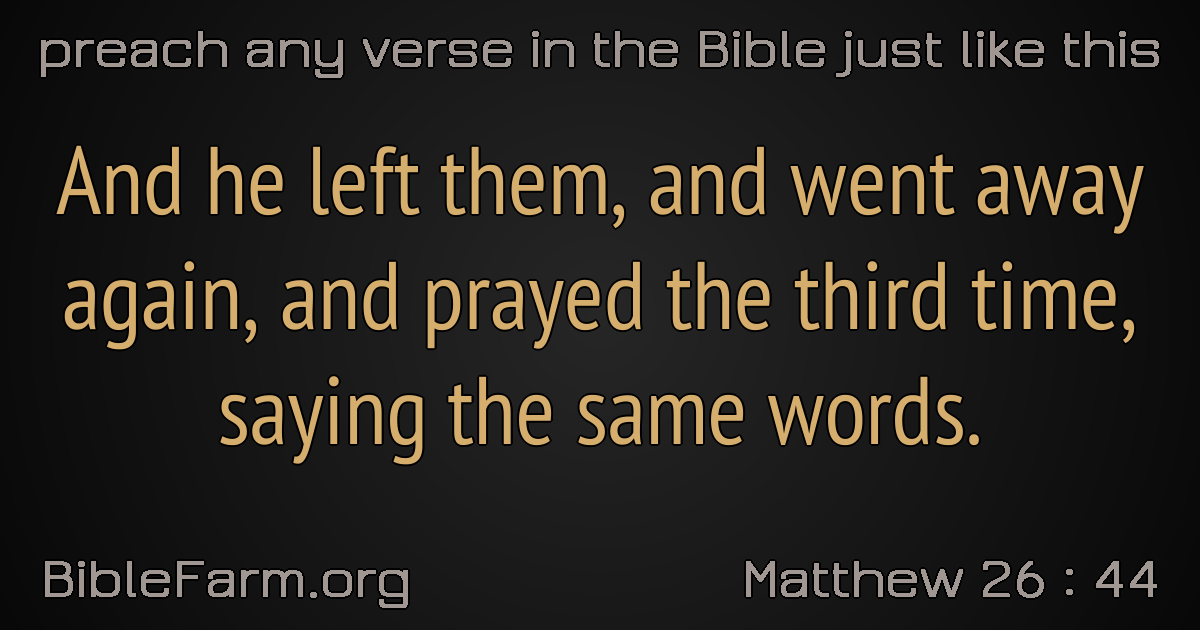 preach any verse in the Bible just like this
And he left them, and went away
again, and prayed the third time,
saying the same words.
BibleFarm.org
Matthew 26 : 44